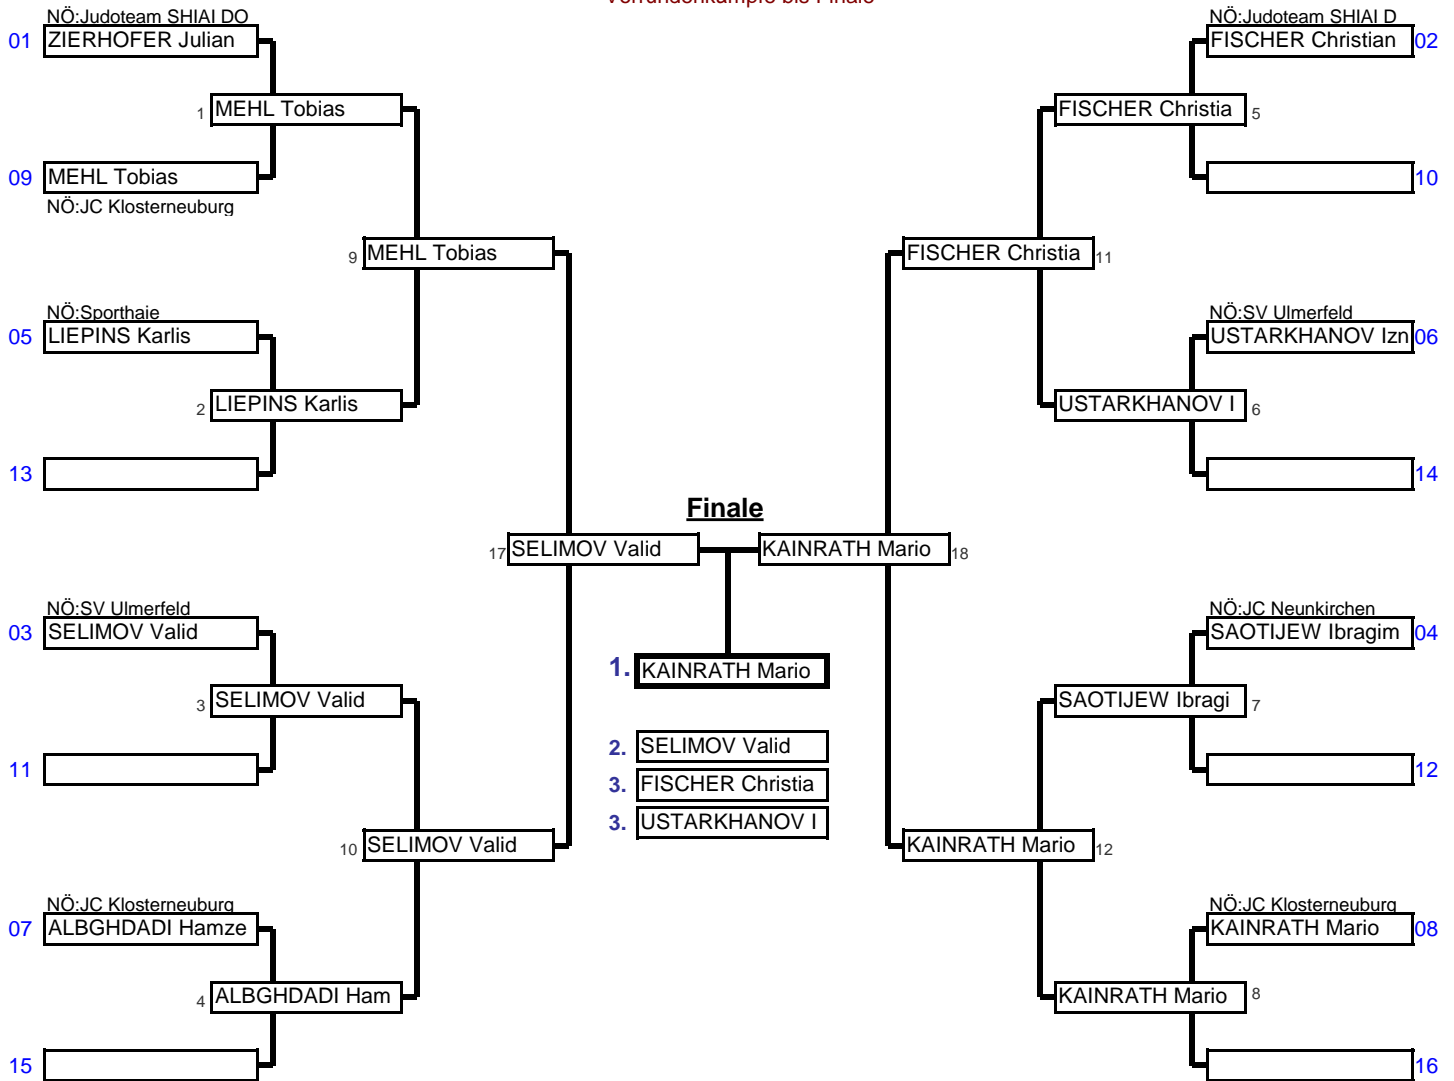 Vorrundenkämpfe bis Finale
NÖ:Judoteam SHIAI DO
01 ZIERHOFER Julian
1 MEHL Tobias
09 MEHL Tobias
NÖ:JC Klosterneuburg
9 MEHL Tobias
NÖ:Sporthaie
05 LIEPINS Karlis
2 LIEPINS Karlis
13
17 SELIMOV Valid
NÖ:SV Ulmerfeld
03 SELIMOV Valid
3 SELIMOV Valid
11
10 SELIMOV Valid
NÖ:JC Klosterneuburg
07 ALBGHDADI Hamze
4 ALBGHDADI Ham
15
Finale
1. KAINRATH Mario
2. SELIMOV Valid
3. FISCHER Christia
3. USTARKHANOV I
NÖ:Judoteam SHIAI D
FISCHER Christian 02
FISCHER Christia 5
10
FISCHER Christia 11
NÖ:SV Ulmerfeld
USTARKHANOV Izn 06
USTARKHANOV I 6
14
KAINRATH Mario 18
NÖ:JC Neunkirchen
SAOTIJEW Ibragim 04
SAOTIJEW Ibragi 7
12
KAINRATH Mario 12
NÖ:JC Klosterneuburg
KAINRATH Mario 08
KAINRATH Mario 8
16